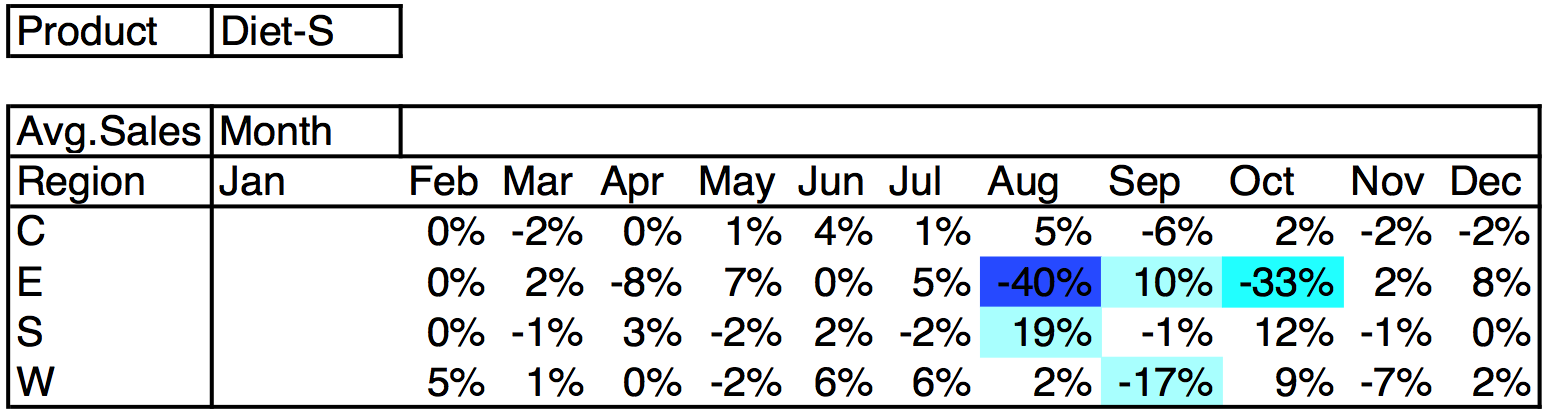 Product Diet-S
Avg.Sales Month
Region Jan Feb Mar Apr May Jun Jul Aug Sep Oct Nov Dec
C 0% -2% 0% 1% 4% 1% 5% -6% 2% -2% -2%
E 0% 2% -8% 7% 0% 5% -40% 10% -33% 2% 8%
S 0% -1% 3% -2% 2% -2% 19% -1% 12% -1% 0%
W 5% 1% 0% -2% 6% 6% 2% -17% 9% -7% 2%